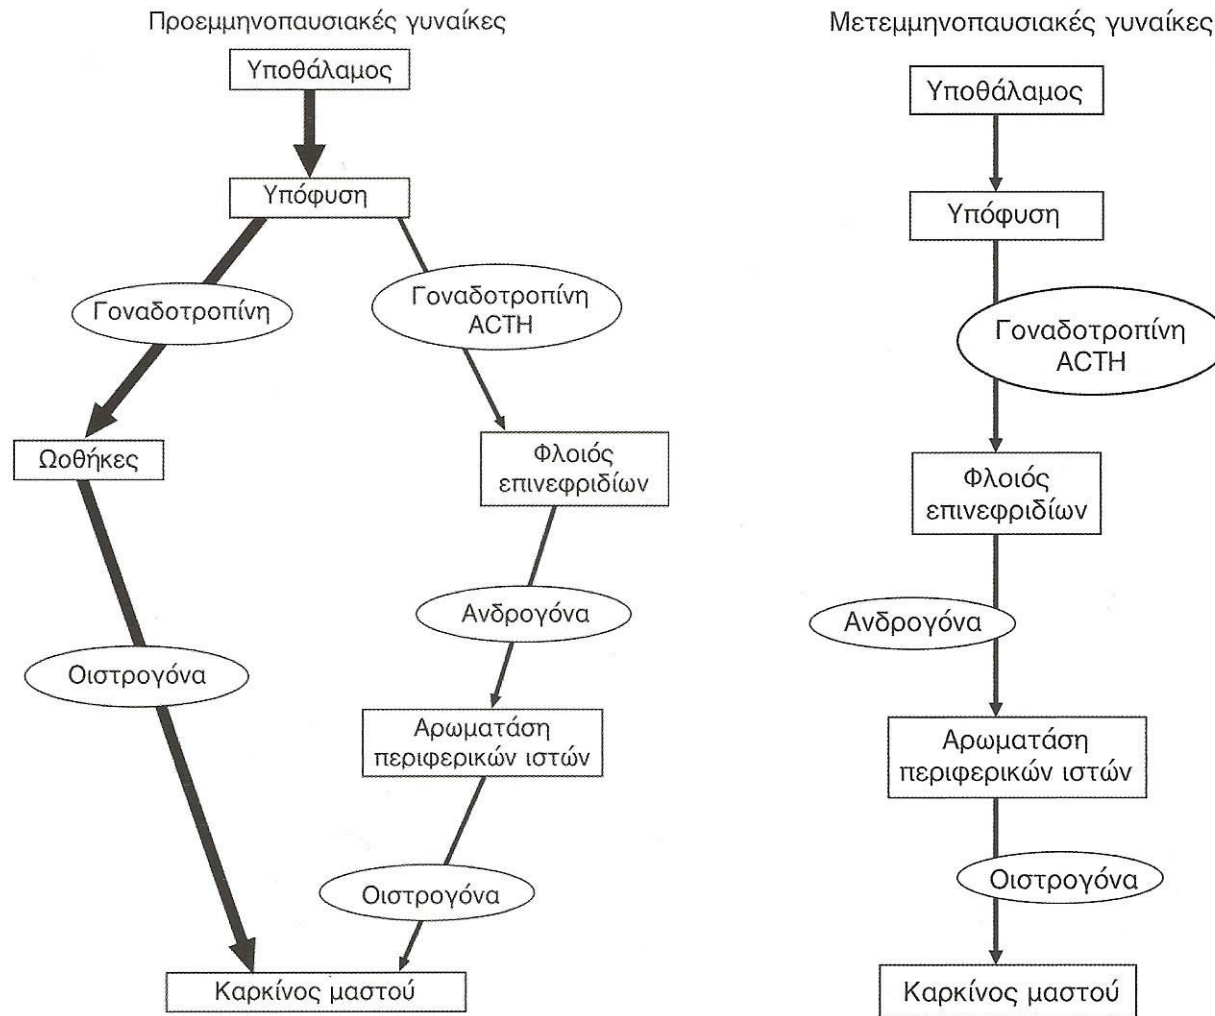 Προεμμηνοπαυσιακές γυναίκες
Υποθάλαμος
Υπόφυση
Γοναδοτροπίνη
Γοναδοτροπίνη
ACTH
Ωοθήκες
Φλοιός
επινεφριδίων
Ανδρογόνα
Οιστρογόνα
Αρωματάση
περιφερικών ιστών
Οιστρογόνα
Καρκίνος μαστού
Μετεμμηνοπαυσιακές γυναίκες
Υποθάλαμος
Υπόφυση
Γοναδοτροπίνη
ACTH
Φλοιός
επινεφριδίων
Ανδρογόνα
Αρωματάση
περιφερικών ιστών
Οιστρογόνα
Καρκίνος μαστού